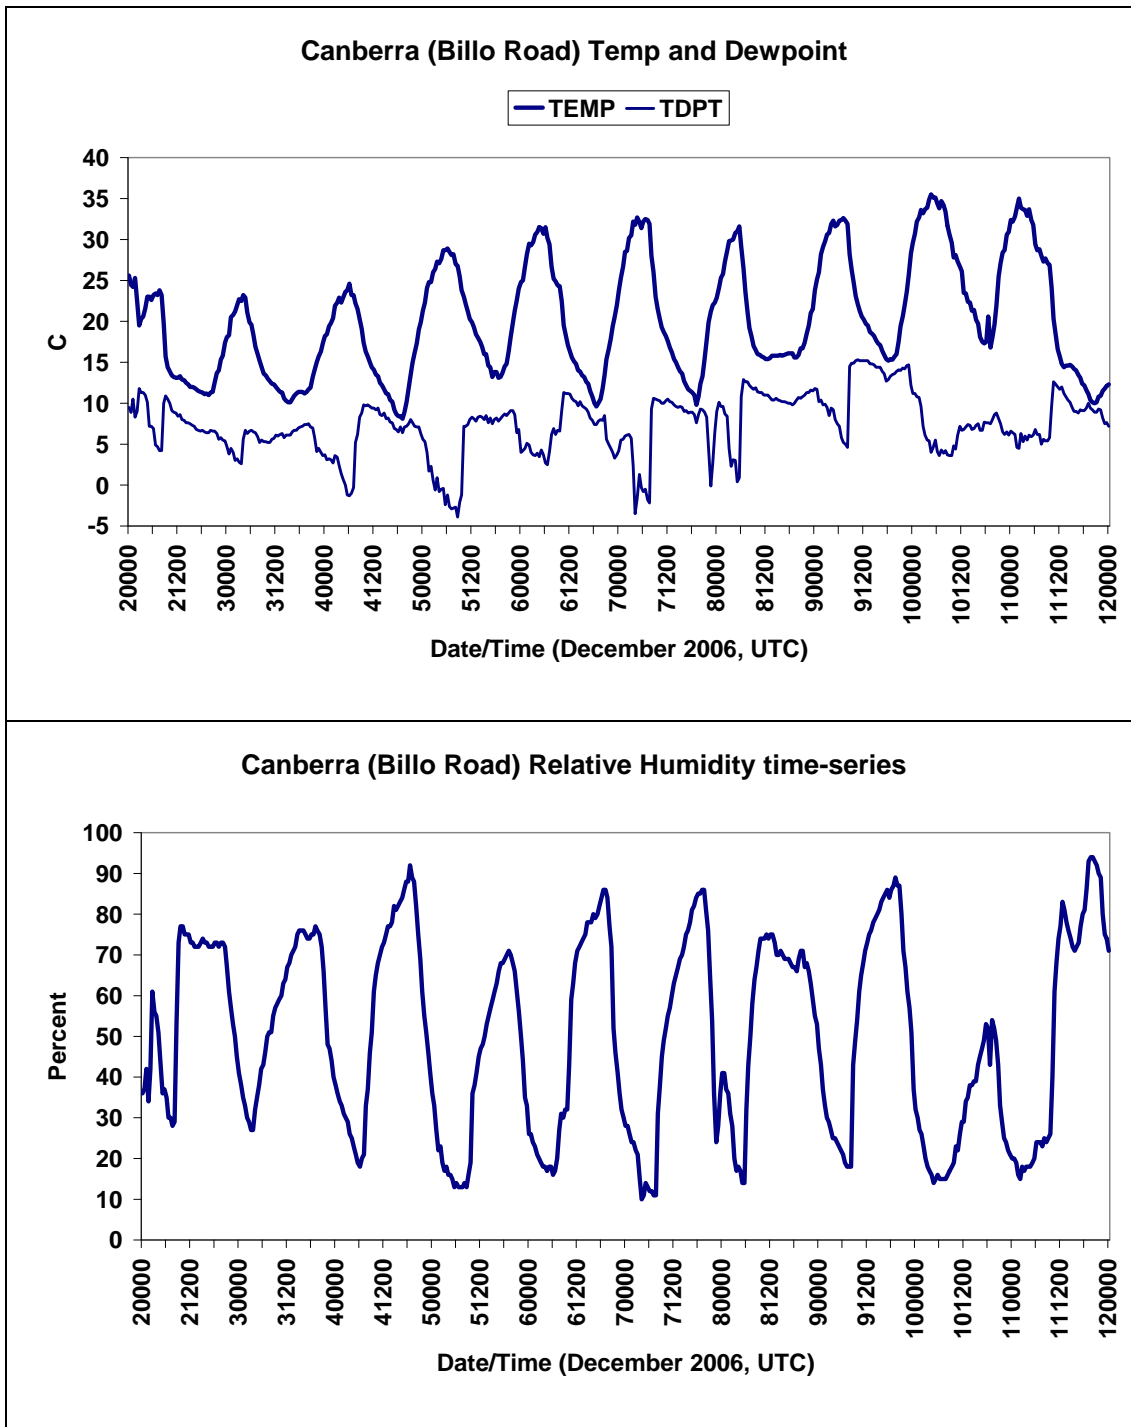 Canberra (Billo Road) Temp and Dewpoint
TEMP TDPT
40
35
30
25
20
15
10
5
0
-5
C
20000 21200 30000 31200 40000 41200 50000 51200 60000 61200 70000 71200 80000 81200 90000 91200 100000 101200 110000 111200 120000
Date/Time (December 2006, UTC)
Canberra (Billo Road) Relative Humidity time-series
100
90
80
70
60
50
40
30
20
10
0
Percent
20000 21200 30000 31200 40000 41200 50000 51200 60000 61200 70000 71200 80000 81200 90000 91200 100000 101200 110000 111200 120000
Date/Time (December 2006, UTC)